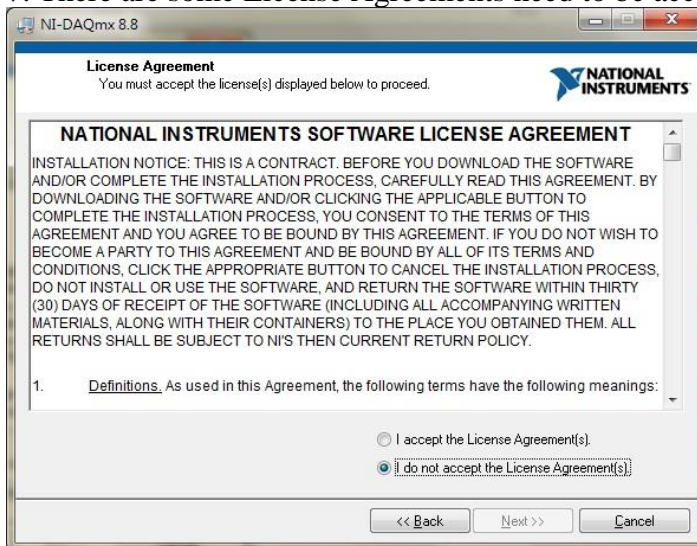 There are some License Agreements need to be
NI-DAQmx 8.8
License Agreement
You must accept the license(s) displayed below to proceed.
NATIONAL
INSTRUMENTS
NATIONAL INSTRUMENTS SOFTWARE LICENSE AGREEMENT
INSTALLATION NOTICE: THIS IS A CONTRACT. BEFORE YOU DOWNLOAD THE SOFTWARE
AND/OR COMPLETE THE INSTALLATION PROCESS, CAREFULLY READ THIS AGREEMENT. BY
DOWNLOADING THE SOFTWARE AND/OR CLICKING THE APPLICABLE BUTTON TO
COMPLETE THE INSTALLATION PROCESS, YOU CONSENT TO THE TERMS OF THIS
AGREEMENT AND YOU AGREE TO BE BOUND BY THIS AGREEMENT. IF YOU DO NOT WISH TO
BECOME A PARTY TO THIS AGREEMENT AND BE BOUND BY ALL OF ITS TERMS AND
CONDITIONS, CLICK THE APPROPRIATE BUTTON TO CANCEL THE INSTALLATION PROCESS,
DO NOT INSTALL OR USE THE SOFTWARE, AND RETURN THE SOFTWARE WITHIN THIRTY
(30) DAYS OF RECEIPT OF THE SOFTWARE (INCLUDING ALL ACCOMPANYING WRITTEN
MATERIALS, ALONG WITH THEIR CONTAINERS) TO THE PLACE YOU OBTAINED THEM. ALL
RETURNS SHALL BE SUBJECT TO NI'S THEN CURRENT RETURN POLICY.
1. Definitions. As used in this Agreement, the following terms have the following meanings:
I accept the License Agreement(s).
I do not accept the License Agreement(s).
<< Back Next >> Cancel